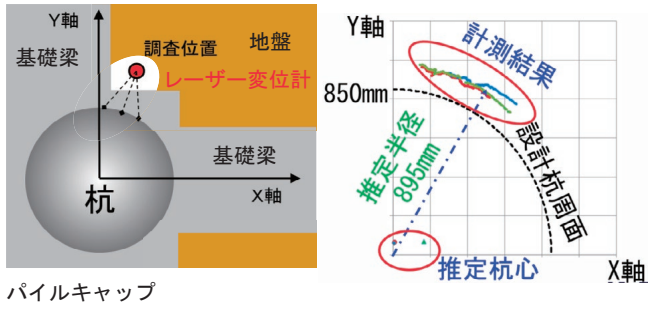 Y軸
基礎梁
調査位置
地盤
レーザー変位計
基礎梁
杭
X軸
パイルキャップ
Y軸
計測結果
850mm
推定半径
895mm
設計杭周面
推定杭心
X軸